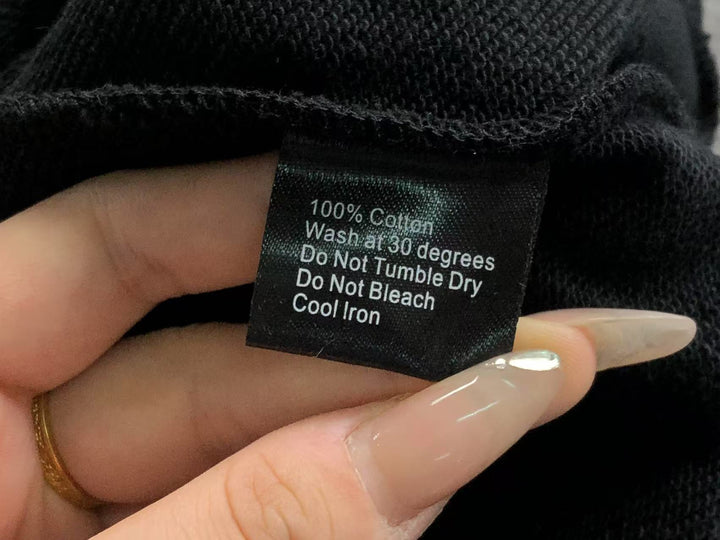 100% Cotton
Wash at 30 degrees
Do Not Tumble Dry
Do Not Bleach
Cool Iron